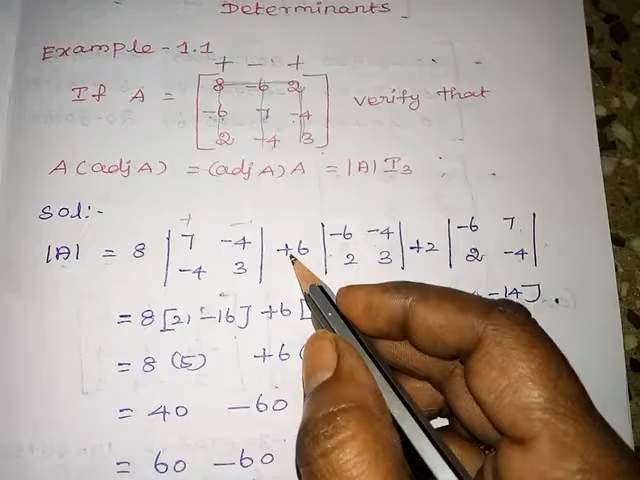 Determinants
Example-1.1
+ - +
If A = [ 8 -6 2
-6 7 -4
2 -4 3 ] verify that
A (adj A) = (adj A) A = |A| I₃
Sol:-
+ -
|A| = 8 | 7 -4 | +6 | -6 -4 | +2 | -6 7 |
| -4 3 | | 2 3 | | 2 -4 |
= 8 [21 -16] +6 [ -14]
= 8 (5) +6 (
= 40 -60
= 60 -60